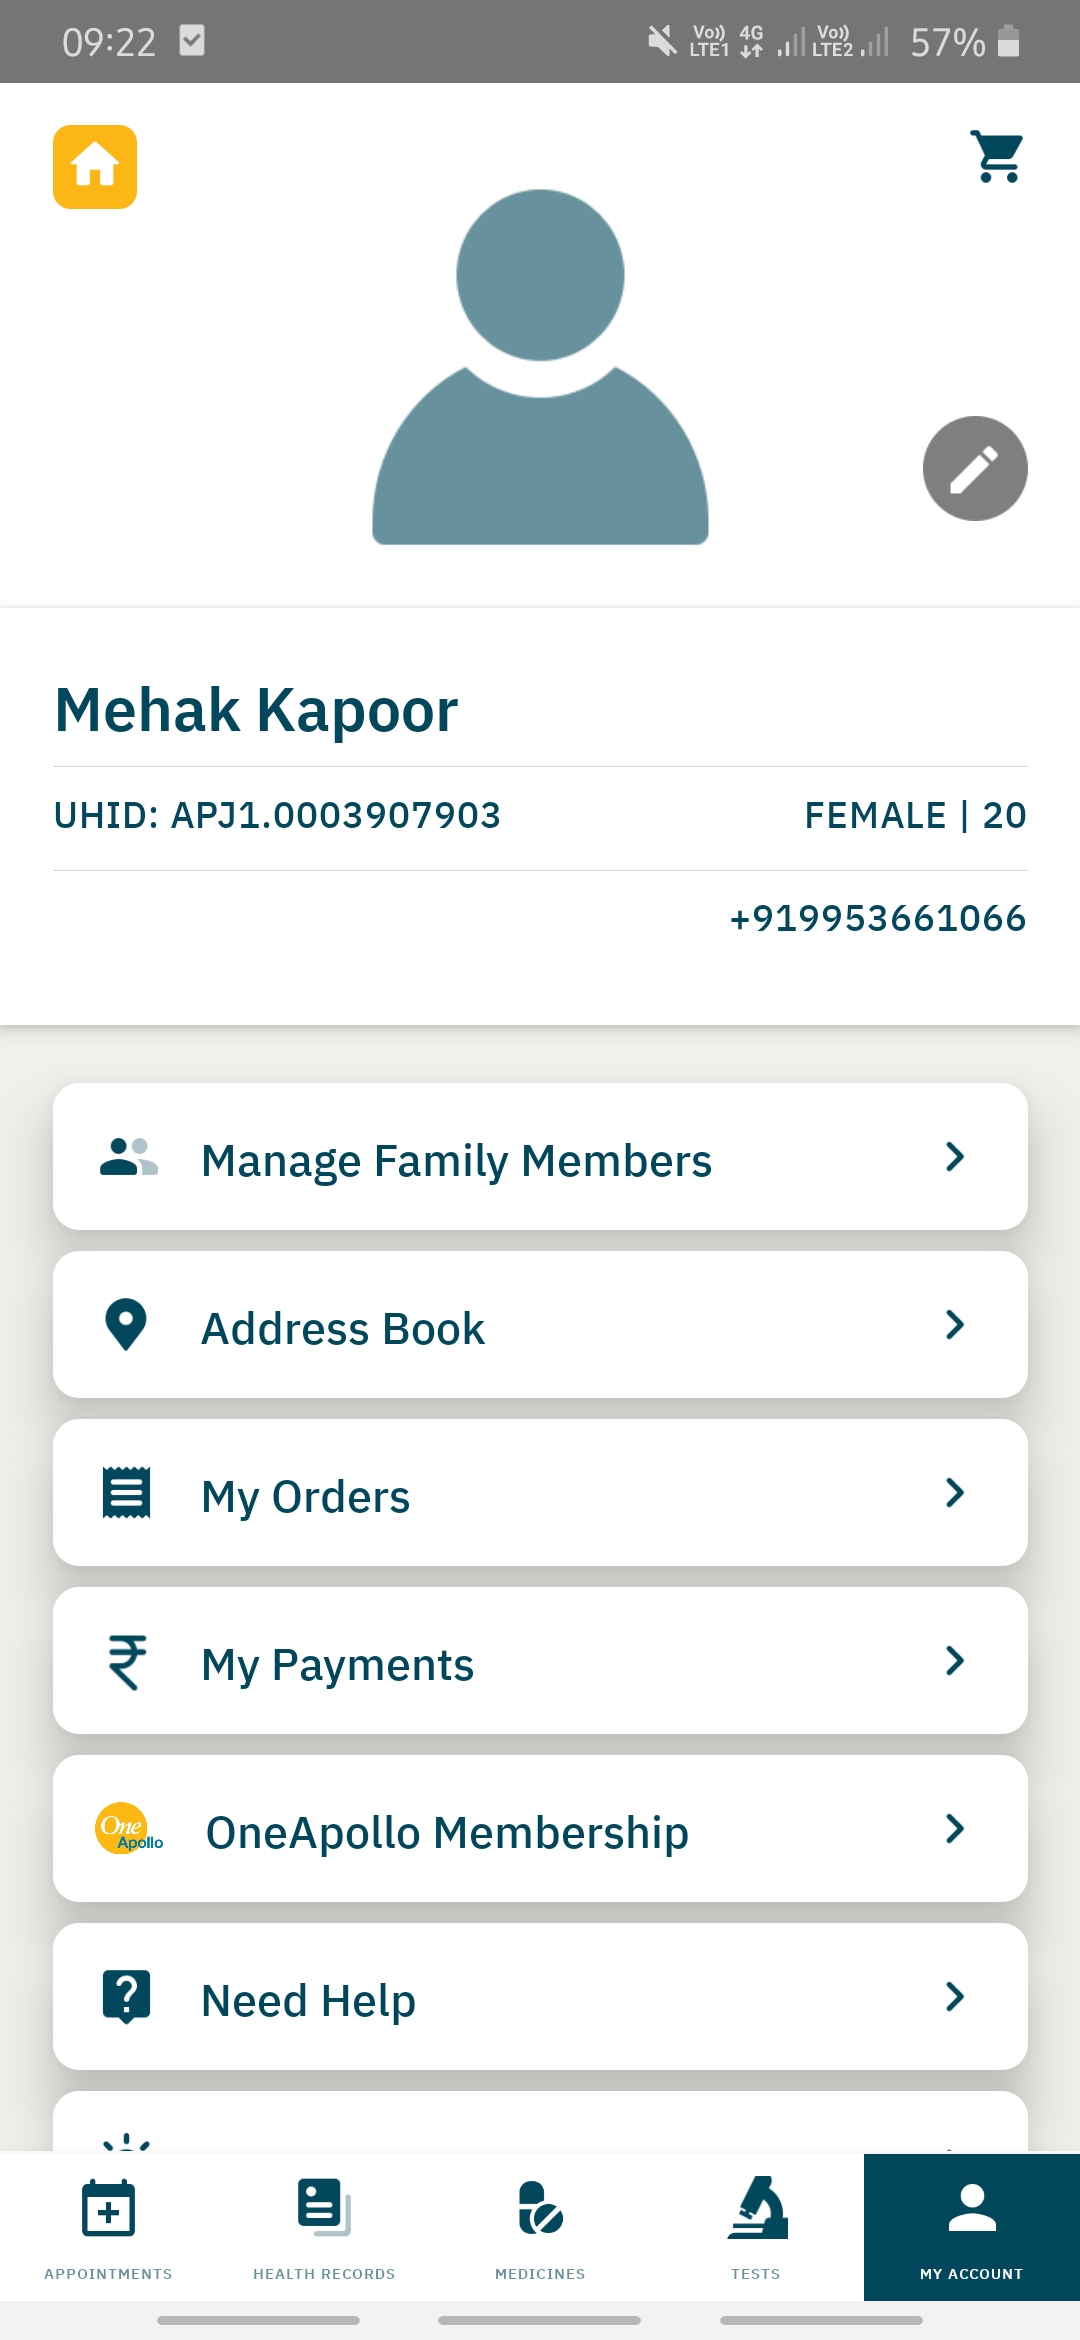 09:22
Vo)) LTE1 4G Vo)) LTE2 57%
Mehak Kapoor
UHID: APJ1.0003907903 FEMALE | 20
+919953661066
Manage Family Members
Address Book
My Orders
My Payments
One Apollo OneApollo Membership
Need Help
APPOINTMENTS HEALTH RECORDS MEDICINES TESTS MY ACCOUNT